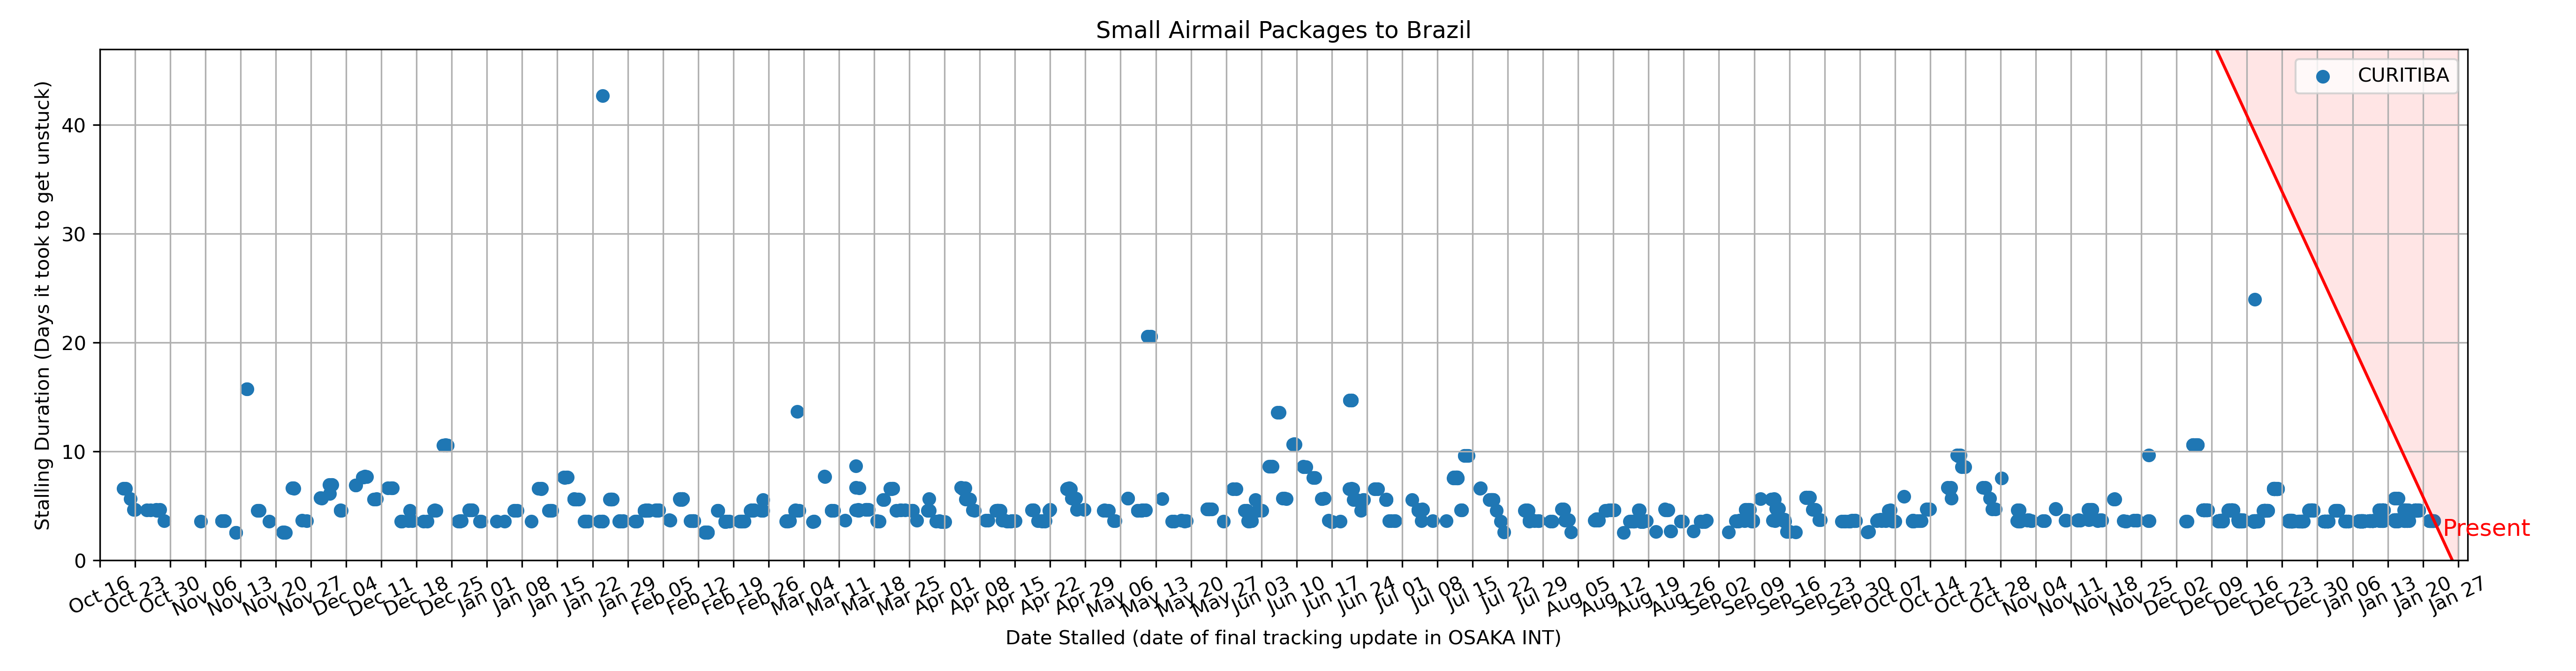 Small Airmail Packages to Brazil
CURITIBA
Stalling Duration (Days it took to get unstuck)
40
30
20
10
0
Present
Oct 16 Oct 23 Oct 30 Nov 06 Nov 13 Nov 20 Nov 27 Dec 04 Dec 11 Dec 18 Dec 25 Jan 01 Jan 08 Jan 15 Jan 22 Jan 29 Feb 05 Feb 12 Feb 19 Feb 26 Mar 04 Mar 11 Mar 18 Mar 25 Apr 01 Apr 08 Apr 15 Apr 22 Apr 29 May 06 May 13 May 20 May 27 Jun 03 Jun 10 Jun 17 Jun 24 Jul 01 Jul 08 Jul 15 Jul 22 Jul 29 Aug 05 Aug 12 Aug 19 Aug 26 Sep 02 Sep 09 Sep 16 Sep 23 Sep 30 Oct 07 Oct 14 Oct 21 Oct 28 Nov 04 Nov 11 Nov 18 Nov 25 Dec 02 Dec 09 Dec 16 Dec 23 Dec 30 Jan 06 Jan 13 Jan 20 Jan 27
Date Stalled (date of final tracking update in OSAKA INT)